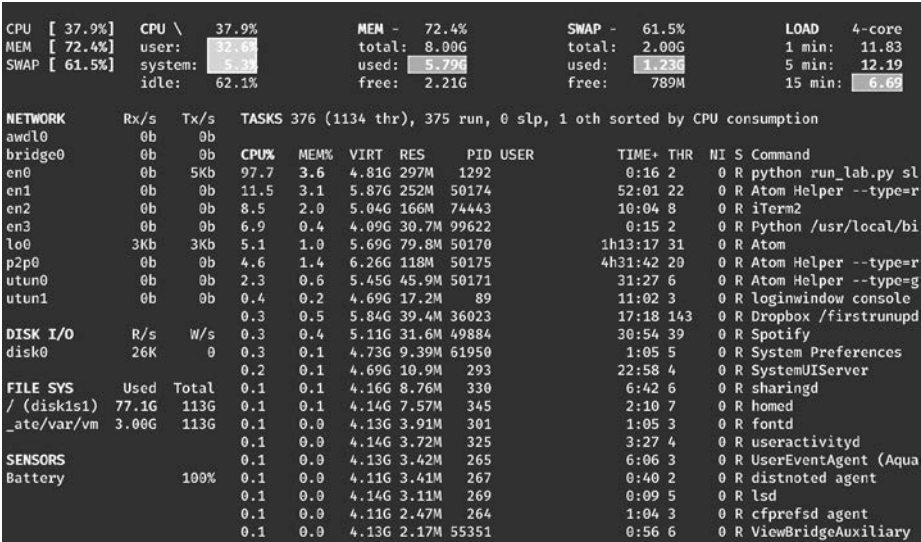 CPU [ 37.9%] CPU \ 37.9% MEM - 72.4% SWAP - 61.5% LOAD 4-core
MEM [ 72.4%] user: 32.6% total: 8.00G total: 2.00G 1 min: 11.83
SWAP [ 61.5%] system: 5.3% used: 5.79G used: 1.23G 5 min: 12.19
idle: 62.1% free: 2.21G free: 789M 15 min: 6.69
NETWORK Rx/s Tx/s TASKS 376 (1134 thr), 375 run, 0 slp, 1 oth sorted by CPU consumption
awdl0 0b 0b
bridge0 0b 0b CPU% MEM% VIRT RES PID USER TIME+ THR NI S Command
en0 0b 5Kb 97.7 3.6 4.81G 297M 1292 0:16 2 0 R python run_lab.py sl
en1 0b 0b 11.5 3.1 5.87G 252M 50174 52:01 22 0 R Atom Helper --type=r
en2 0b 0b 8.5 2.0 5.04G 166M 74443 10:04 8 0 R iTerm2
en3 0b 0b 6.9 0.4 4.09G 30.7M 99622 0:15 2 0 R Python /usr/local/bi
lo0 3Kb 3Kb 5.1 1.0 5.69G 79.8M 50170 1h13:17 31 0 R Atom
p2p0 0b 0b 4.6 1.4 6.26G 118M 50175 4h31:42 20 0 R Atom Helper --type=r
utun0 0b 0b 2.3 0.6 5.45G 45.9M 50171 31:27 6 0 R Atom Helper --type=g
utun1 0b 0b 0.4 0.2 4.69G 17.2M 89 11:02 3 0 R loginwindow console
0.3 0.5 5.84G 39.4M 36023 17:18 143 0 R Dropbox /firstrunupd
DISK I/O R/s W/s 0.3 0.4 5.11G 31.6M 49884 30:54 39 0 R Spotify
disk0 26K 0 0.3 0.1 4.73G 9.39M 61950 1:05 5 0 R System Preferences
0.2 0.1 4.69G 10.9M 293 22:58 4 0 R SystemUIServer
FILE SYS Used Total 0.1 0.1 4.16G 8.76M 330 6:42 6 0 R sharingd
/ (disk1s1) 77.1G 113G 0.1 0.1 4.14G 7.57M 345 2:10 7 0 R homed
_ate/var/vm 3.00G 113G 0.1 0.0 4.13G 3.91M 301 1:05 3 0 R fontd
0.1 0.0 4.14G 3.72M 325 3:27 4 0 R useractivityd
SENSORS 0.1 0.0 4.13G 3.42M 265 6:06 3 0 R UserEventAgent (Aqua
Battery 100% 0.1 0.0 4.11G 3.41M 267 0:40 2 0 R distnoted agent
0.1 0.0 4.14G 3.11M 269 0:09 5 0 R lsd
0.1 0.0 4.11G 2.47M 264 1:04 3 0 R cfprefsd agent
0.1 0.0 4.13G 2.17M 55351 0:56 6 0 R ViewBridgeAuxiliary